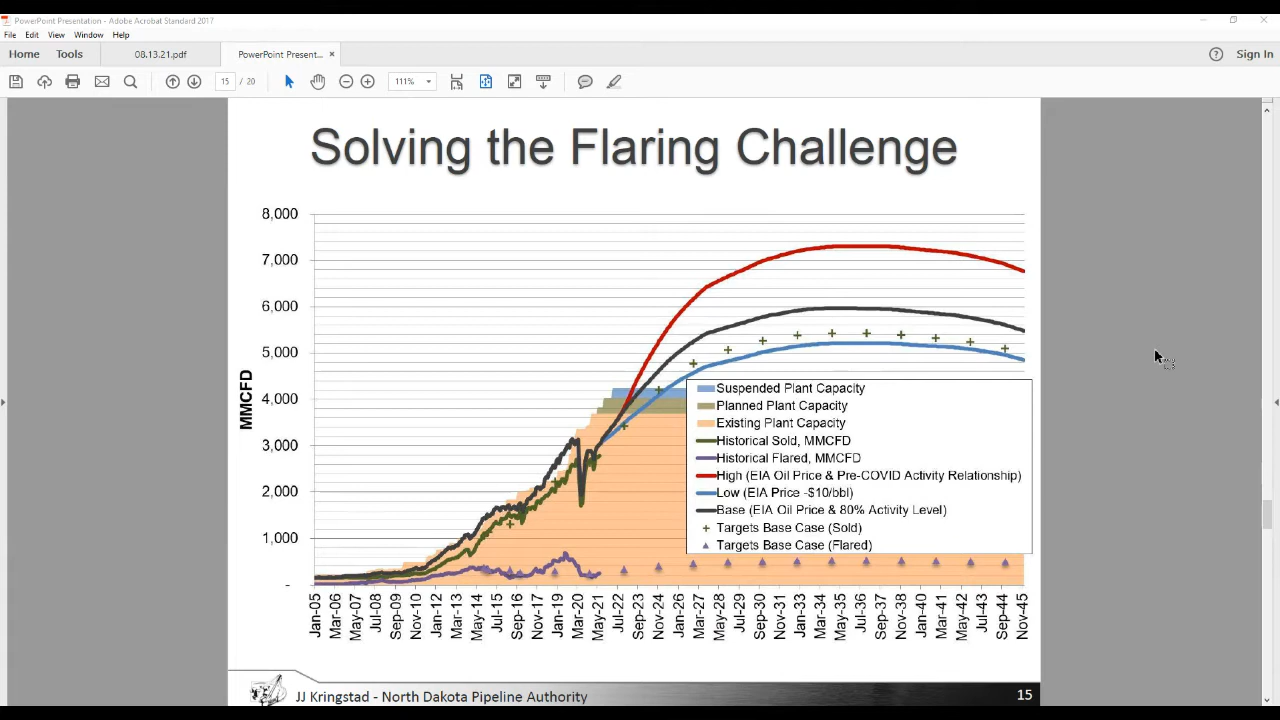 PowerPoint Presentation - Adobe Acrobat Standard 2017
File Edit View Window Help
Home Tools 08.13.21.pdf PowerPoint Present... × Sign In
15 / 20 111%
Solving the Flaring Challenge
8,000
7,000
6,000
5,000
4,000
3,000
2,000
1,000
-
MMCFD
Suspended Plant Capacity
Planned Plant Capacity
Existing Plant Capacity
Historical Sold, MMCFD
Historical Flared, MMCFD
High (EIA Oil Price & Pre-COVID Activity Relationship)
Low (EIA Price -$10/bbl)
Base (EIA Oil Price & 80% Activity Level)
Targets Base Case (Sold)
Targets Base Case (Flared)
Jan-05 Mar-06 May-07 Jul-08 Sep-09 Nov-10 Jan-12 Mar-13 May-14 Jul-15 Sep-16 Nov-17 Jan-19 Mar-20 May-21 Jul-22 Sep-23 Nov-24 Jan-26 Mar-27 May-28 Jul-29 Sep-30 Nov-31 Jan-33 Mar-34 May-35 Jul-36 Sep-37 Nov-38 Jan-40 Mar-41 May-42 Jul-43 Sep-44 Nov-45
JJ Kringstad - North Dakota Pipeline Authority 15